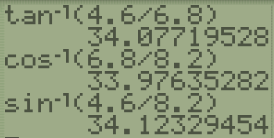 tan⁻¹(4.6/6.8)
34.07719528
cos⁻¹(6.8/8.2)
33.97635282
sin⁻¹(4.6/8.2)
34.12329454